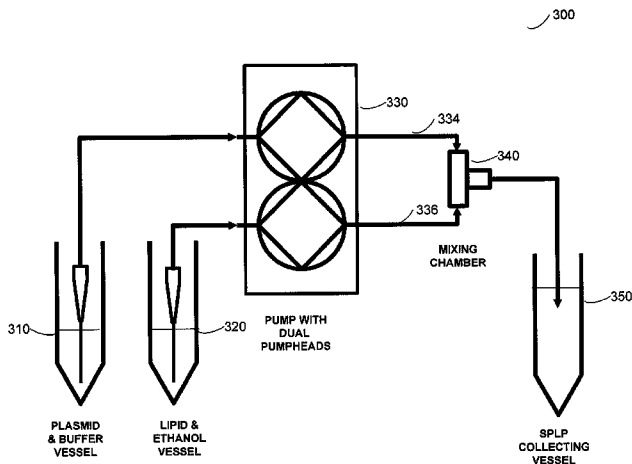 300
330
334
340
336
MIXING
CHAMBER
310
320
350
PUMP WITH
DUAL
PUMPHEADS
PLASMID
& BUFFER
VESSEL
LIPID &
ETHANOL
VESSEL
SPLP
COLLECTING
VESSEL